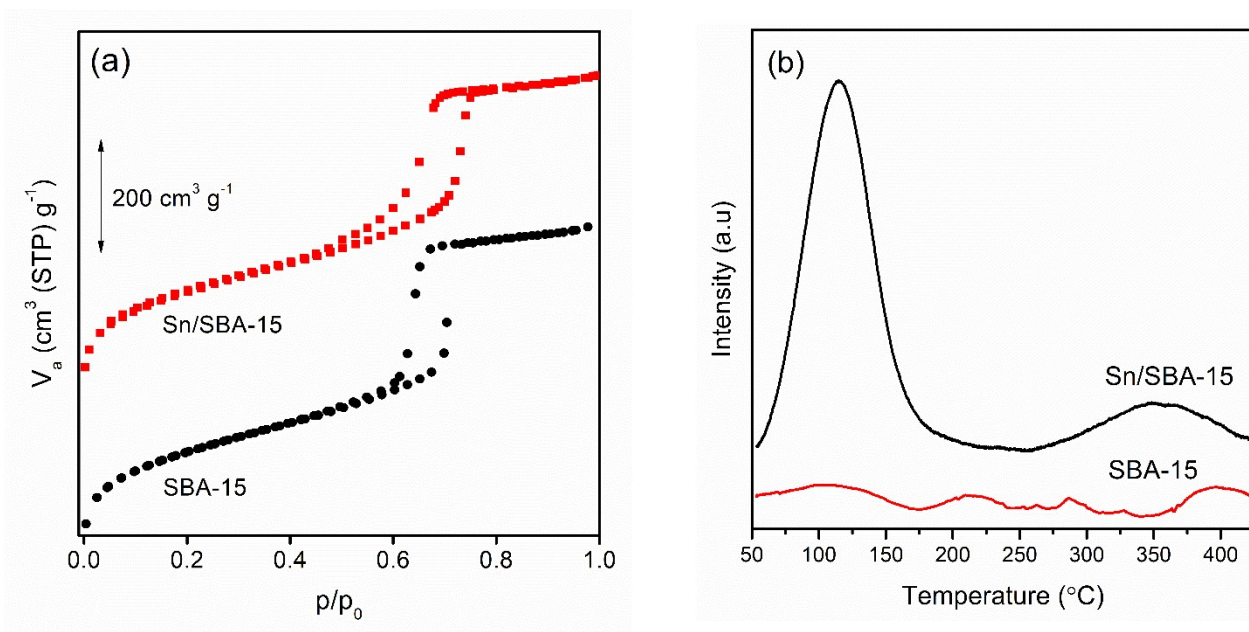 (a)
200 cm³ g⁻¹
Sn/SBA-15
SBA-15
Vₐ (cm³ (STP) g⁻¹)
0.0 0.2 0.4 0.6 0.8 1.0
p/p₀
(b)
Intensity (a.u)
Sn/SBA-15
SBA-15
50 100 150 200 250 300 350 400
Temperature (°C)